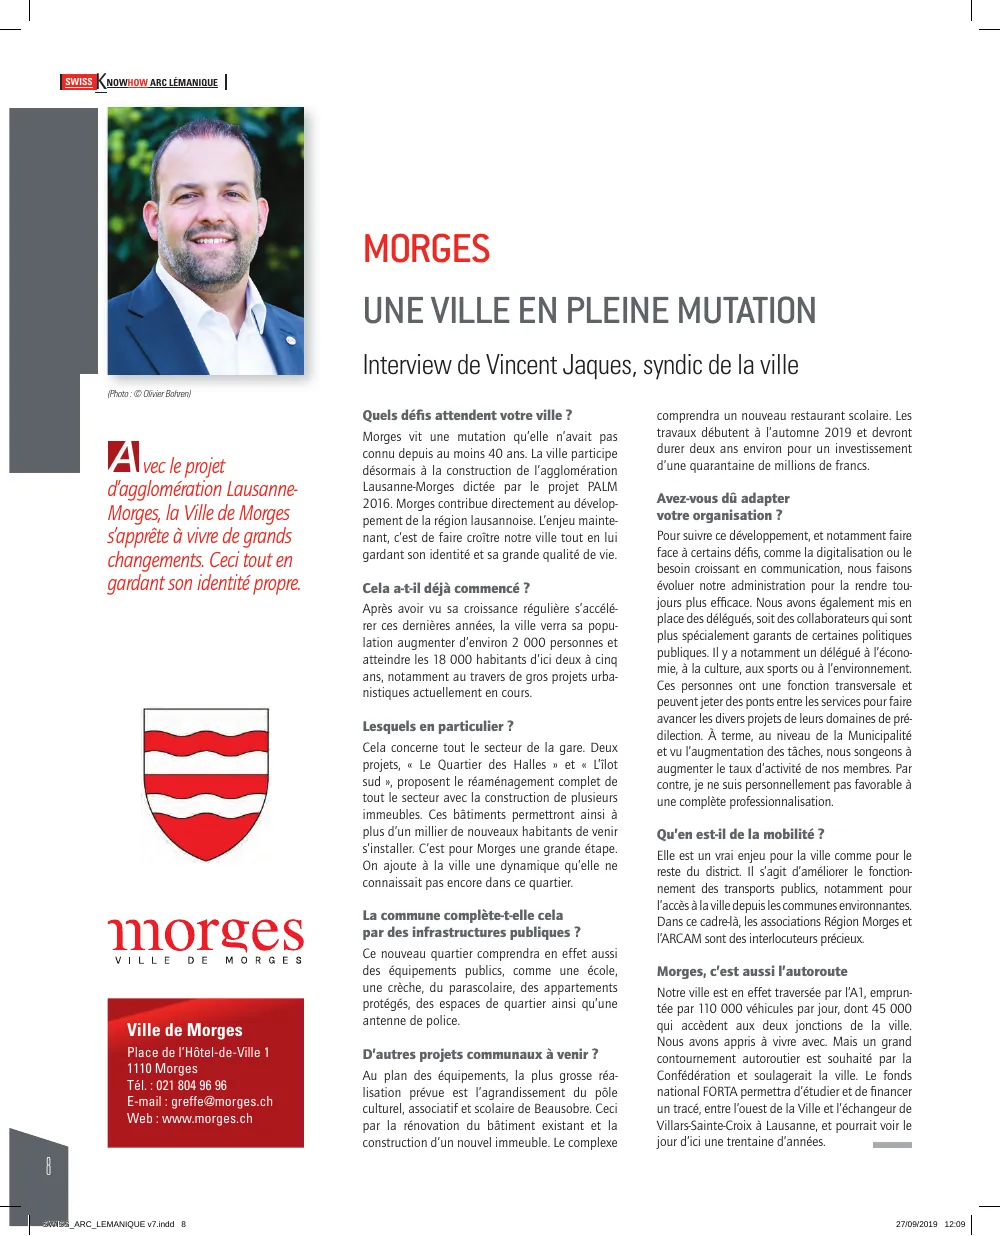 SWISS KNOWHOW ARC LÉMANIQUE
(Photo : © Olivier Bohren)
Avec le projet
d'agglomération Lausanne-
Morges, la Ville de Morges
s'apprête à vivre de grands
changements. Ceci tout en
gardant son identité propre.
morges
VILLE DE MORGES
Ville de Morges
Place de l'Hôtel-de-Ville 1
1110 Morges
Tél. : 021 804 96 96
E-mail : greffe@morges.ch
Web : www.morges.ch
MORGES
UNE VILLE EN PLEINE MUTATION
Interview de Vincent Jaques, syndic de la ville
Quels défis attendent votre ville ?
Morges vit une mutation qu'elle n'avait pas
connu depuis au moins 40 ans. La ville participe
désormais à la construction de l'agglomération
Lausanne-Morges dictée par le projet PALM
2016. Morges contribue directement au dévelop-
pement de la région lausannoise. L'enjeu mainte-
nant, c'est de faire croître notre ville tout en lui
gardant son identité et sa grande qualité de vie.
Cela a-t-il déjà commencé ?
Après avoir vu sa croissance régulière s'accélé-
rer ces dernières années, la ville verra sa popu-
lation augmenter d'environ 2 000 personnes et
atteindre les 18 000 habitants d'ici deux à cinq
ans, notamment au travers de gros projets urba-
nistiques actuellement en cours.
Lesquels en particulier ?
Cela concerne tout le secteur de la gare. Deux
projets, « Le Quartier des Halles » et « L'îlot
sud », proposent le réaménagement complet de
tout le secteur avec la construction de plusieurs
immeubles. Ces bâtiments permettront ainsi à
plus d'un millier de nouveaux habitants de venir
s'installer. C'est pour Morges une grande étape.
On ajoute à la ville une dynamique qu'elle ne
connaissait pas encore dans ce quartier.
La commune complète-t-elle cela
par des infrastructures publiques ?
Ce nouveau quartier comprendra en effet aussi
des équipements publics, comme une école,
une crèche, du parascolaire, des appartements
protégés, des espaces de quartier ainsi qu'une
antenne de police.
D'autres projets communaux à venir ?
Au plan des équipements, la plus grosse réa-
lisation prévue est l'agrandissement du pôle
culturel, associatif et scolaire de Beausobre. Ceci
par la rénovation du bâtiment existant et la
construction d'un nouvel immeuble. Le complexe
comprendra un nouveau restaurant scolaire. Les
travaux débutent à l'automne 2019 et devront
durer deux ans environ pour un investissement
d'une quarantaine de millions de francs.
Avez-vous dû adapter
votre organisation ?
Pour suivre ce développement, et notamment faire
face à certains défis, comme la digitalisation ou le
besoin croissant en communication, nous faisons
évoluer notre administration pour la rendre tou-
jours plus efficace. Nous avons également mis en
place des délégués, soit des collaborateurs qui sont
plus spécialement garants de certaines politiques
publiques. Il y a notamment un délégué à l'écono-
mie, à la culture, aux sports ou à l'environnement.
Ces personnes ont une fonction transversale et
peuvent jeter des ponts entre les services pour faire
avancer les divers projets de leurs domaines de pré-
dilection. À terme, au niveau de la Municipalité
et vu l'augmentation des tâches, nous songeons à
augmenter le taux d'activité de nos membres. Par
contre, je ne suis personnellement pas favorable à
une complète professionnalisation.
Qu'en est-il de la mobilité ?
Elle est un vrai enjeu pour la ville comme pour le
reste du district. Il s'agit d'améliorer le fonction-
nement des transports publics, notamment pour
l'accès à la ville depuis les communes environnantes.
Dans ce cadre-là, les associations Région Morges et
l'ARCAM sont des interlocuteurs précieux.
Morges, c'est aussi l'autoroute
Notre ville est en effet traversée par l'A1, emprun-
tée par 110 000 véhicules par jour, dont 45 000
qui accèdent aux deux jonctions de la ville.
Nous avons appris à vivre avec. Mais un grand
contournement autoroutier est souhaité par la
Confédération et soulagerait la ville. Le fonds
national FORTA permettra d'étudier et de financer
un tracé, entre l'ouest de la Ville et l'échangeur de
Villars-Sainte-Croix à Lausanne, et pourrait voir le
jour d'ici une trentaine d'années.
8
SWISS_ARC_LEMANIQUE v7.indd 8
27/09/2019 12:09